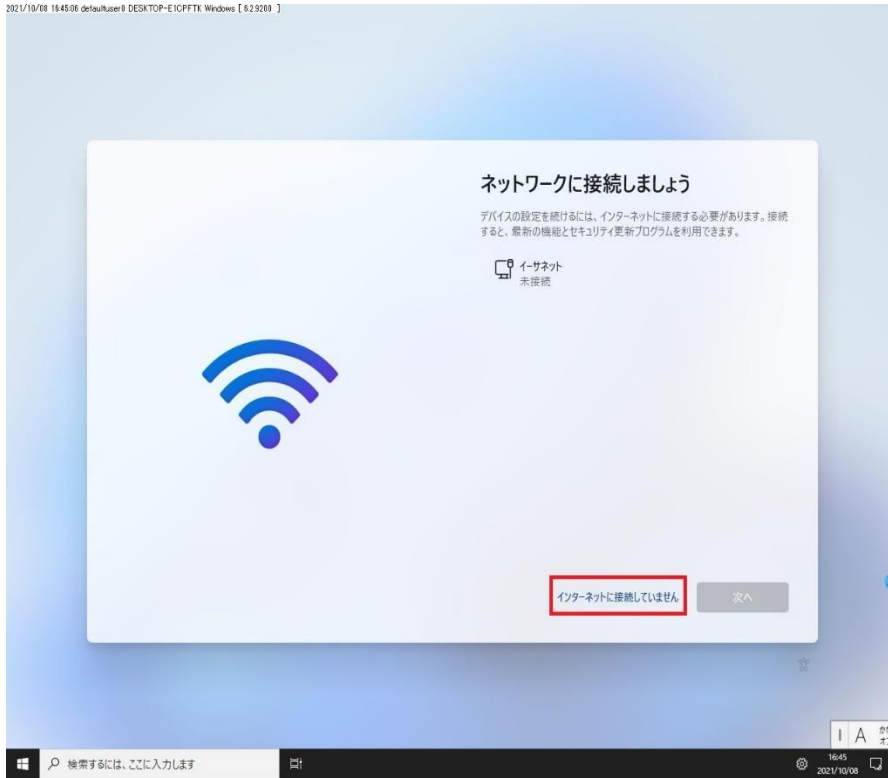 2021/10/08 16:45:06 defaultuser0 DESKTOP-E1CPFTK Windows [ 6.2.9200 ]
ネットワークに接続しましょう
デバイスの設定を続けるには、インターネットに接続する必要があります。接続
すると、最新の機能とセキュリティ更新プログラムを利用できます。
イーサネット
未接続
インターネットに接続していません
次へ
A
検索するには、ここに入力します
16:45
2021/10/08